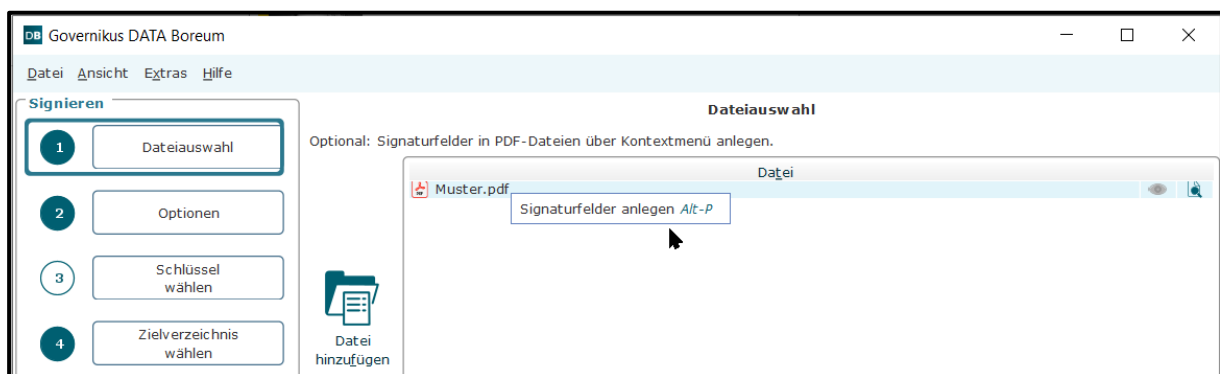 DB Governikus DATA Boreum
Datei Ansicht Extras Hilfe
Signieren
1 Dateiauswahl
2 Optionen
3 Schlüssel
wählen
4 Zielverzeichnis
wählen
Dateiauswahl
Optional: Signaturfelder in PDF-Dateien über Kontextmenü anlegen.
Datei
Muster.pdf
Signaturfelder anlegen Alt-P
Datei
hinzufügen